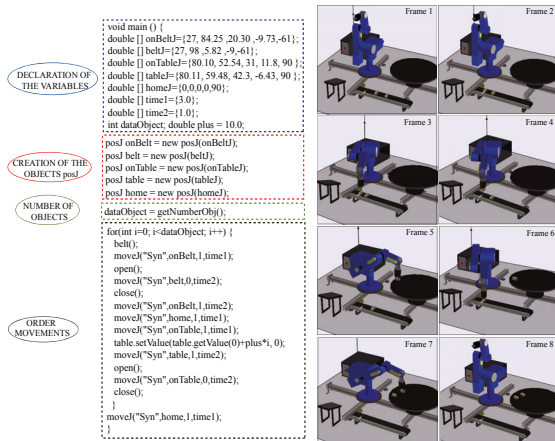 DECLARATION OF
THE VARIABLES
CREATION OF THE
OBJECTS posJ
NUMBER OF
OBJECTS
ORDER
MOVEMENTS
void main () {
double [] onBeltJ={27, 84.25 ,20.30 ,-9.73,-61};
double [] beltJ={27, 98 ,5.82 ,-9,-61};
double [] onTableJ={80.10, 52.54, 31, 11.8, 90 };
double [] tableJ={80.11, 59.48, 42.3, -6.43, 90 };
double [] homeJ={0,0,0,0,90};
double [] time1={3.0};
double [] time2={1.0};
int dataObject; double plus = 10.0;
posJ onBelt = new posJ(onBeltJ);
posJ belt = new posJ(beltJ);
posJ onTable = new posJ(onTableJ);
posJ table = new posJ(tableJ);
posJ home = new posJ(homeJ);
dataObject = getNumberObj();
for(int i=0; i<dataObject; i++) {
belt();
moveJ("Syn",onBelt,1,time1);
open();
moveJ("Syn",belt,0,time2);
close();
moveJ("Syn",onBelt,1,time2);
moveJ("Syn",home,1,time1);
moveJ("Syn",onTable,1,time1);
table.setValue(table.getValue(0)+plus*i, 0);
moveJ("Syn",table,1,time2);
open();
moveJ("Syn",onTable,0,time2);
close();
}
moveJ("Syn",home,1,time1);
}
Frame 1
Frame 2
Frame 3
Frame 4
Frame 5
Frame 6
Frame 7
Frame 8